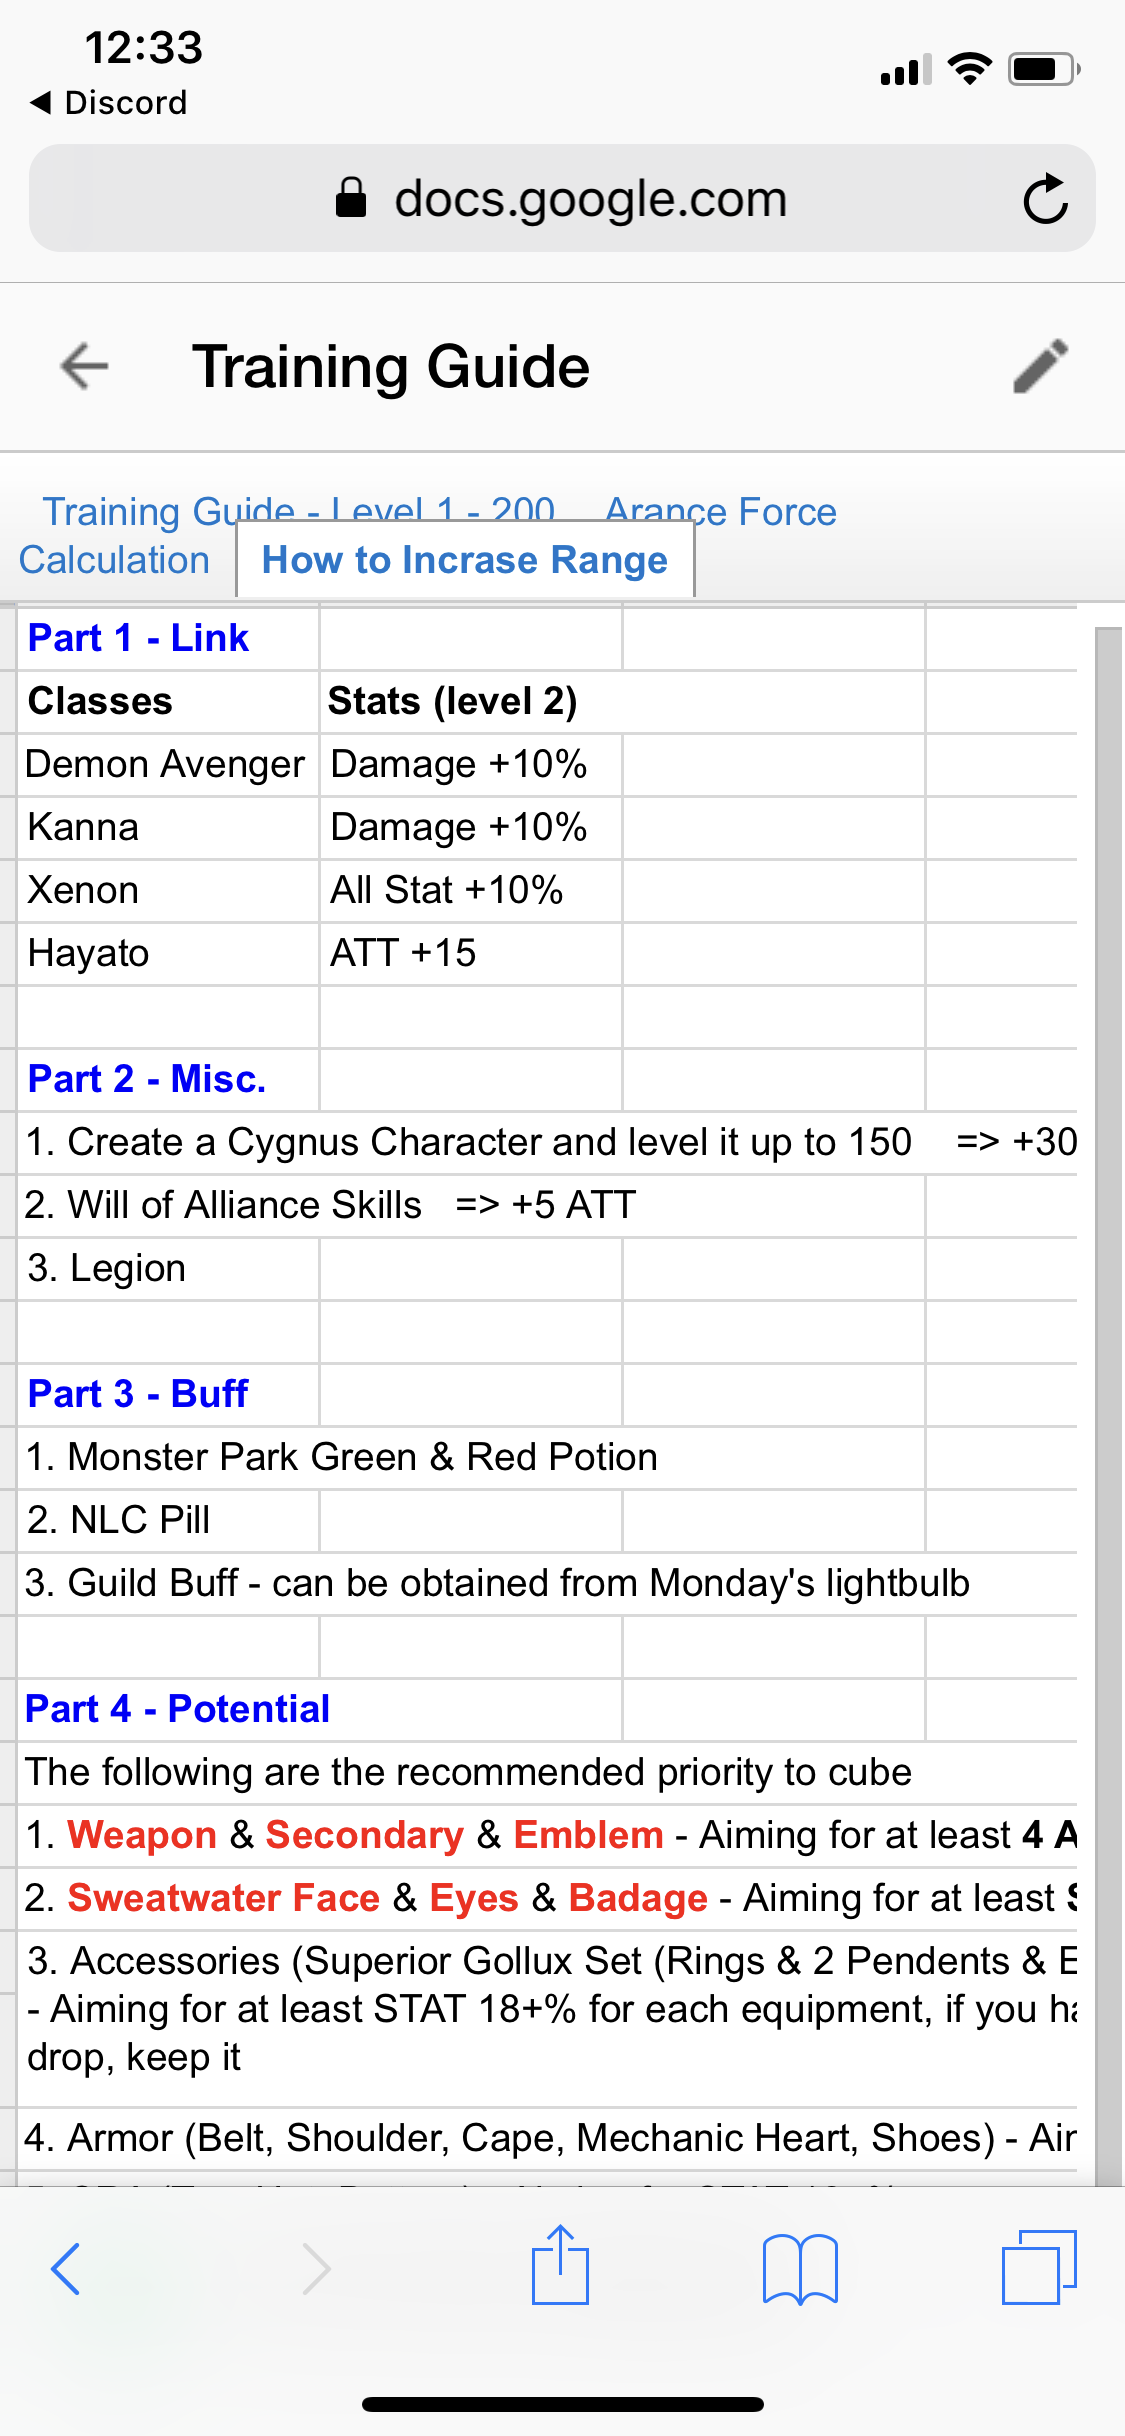 12:33
◀ Discord
docs.google.com
Training Guide
Training Guide - Level 1 - 200 Arance Force
Calculation How to Incrase Range
Part 1 - Link
Classes Stats (level 2)
Demon Avenger Damage +10%
Kanna Damage +10%
Xenon All Stat +10%
Hayato ATT +15
Part 2 - Misc.
1. Create a Cygnus Character and level it up to 150 => +30
2. Will of Alliance Skills => +5 ATT
3. Legion
Part 3 - Buff
1. Monster Park Green & Red Potion
2. NLC Pill
3. Guild Buff - can be obtained from Monday's lightbulb
Part 4 - Potential
The following are the recommended priority to cube
1. Weapon & Secondary & Emblem - Aiming for at least 4 A
2. Sweatwater Face & Eyes & Badage - Aiming for at least
3. Accessories (Superior Gollux Set (Rings & 2 Pendents & E
- Aiming for at least STAT 18+% for each equipment, if you ha
drop, keep it
4. Armor (Belt, Shoulder, Cape, Mechanic Heart, Shoes) - Air